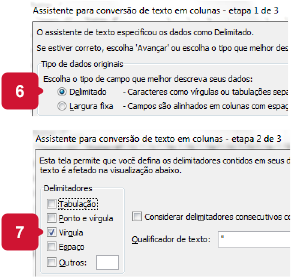 Assistente para conversão de texto em colunas - etapa 1 de 3
O assistente de texto especificou os dados como Delimitado.
Se estiver correto, escolha 'Avançar' ou escolha o tipo que melhor des
Tipo de dados originais
Escolha o tipo de campo que melhor descreva seus dados:
6
Delimitado - Caracteres como vírgulas ou tabulações sepa
Largura fixa - Campos são alinhados em colunas com espaç
Assistente para conversão de texto em colunas - etapa 2 de 3
Esta tela permite que você defina os delimitadores contidos em seus d
texto é afetado na visualização abaixo.
Delimitadores
Tabulação
Ponto e vírgula
Considerar delimitadores consecutivos co
7
Vírgula
Espaço
Qualificador de texto: "
Outros: